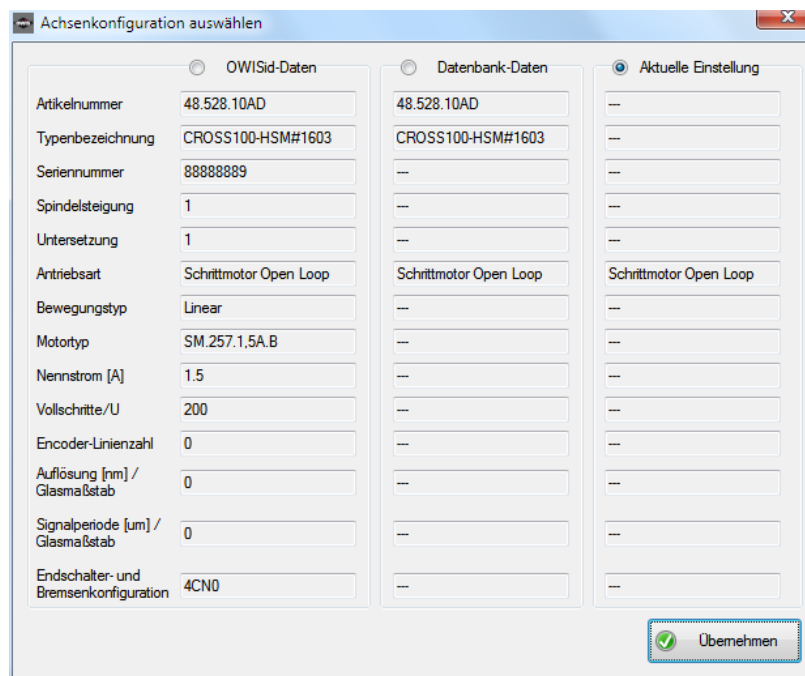 Achsenkonfiguration auswählen
OWISid-Daten Datenbank-Daten Aktuelle Einstellung
Artikelnummer 48.528.10AD 48.528.10AD ---
Typenbezeichnung CROSS100-HSM#1603 CROSS100-HSM#1603 ---
Seriennummer 88888889 --- ---
Spindelsteigung 1 --- ---
Untersetzung 1 --- ---
Antriebsart Schrittmotor Open Loop Schrittmotor Open Loop Schrittmotor Open Loop
Bewegungstyp Linear --- ---
Motortyp SM.257.1,5A.B --- ---
Nennstrom [A] 1.5 --- ---
Vollschritte/U 200 --- ---
Encoder-Linienzahl 0 --- ---
Auflösung [nm] /
Glasmaßstab 0 --- ---
Signalperiode [um] /
Glasmaßstab 0 --- ---
Endschalter- und
Bremsenkonfiguration 4CN0 --- ---
Übernehmen